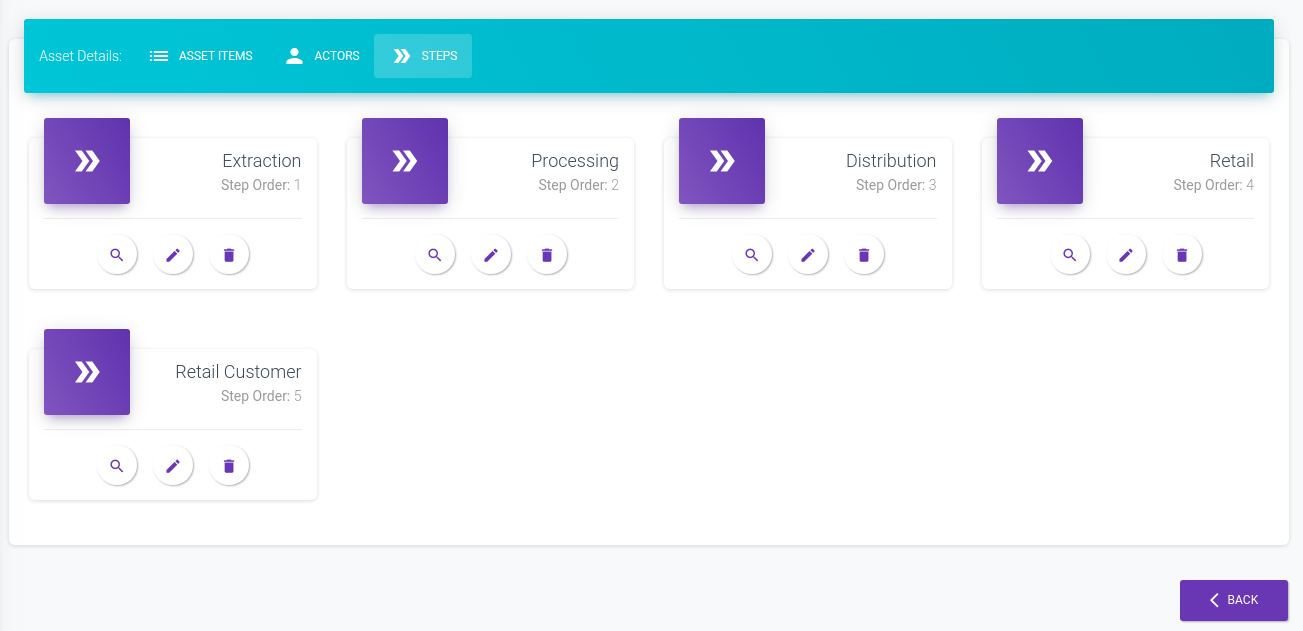 Asset Details: ASSET ITEMS ACTORS STEPS
Extraction
Step Order: 1
Processing
Step Order: 2
Distribution
Step Order: 3
Retail
Step Order: 4
Retail Customer
Step Order: 5
BACK